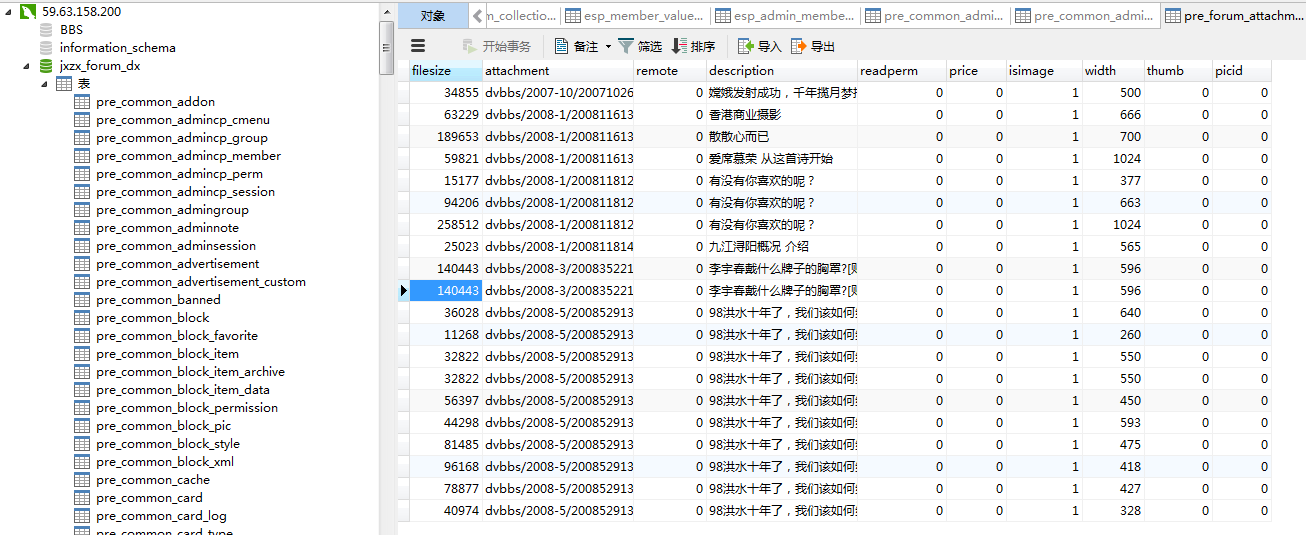 59.63.158.200
BBS
information_schema
jxzx_forum_dx
表
pre_common_addon
pre_common_admincp_cmenu
pre_common_admincp_group
pre_common_admincp_member
pre_common_admincp_perm
pre_common_admincp_session
pre_common_admingroup
pre_common_adminnote
pre_common_adminsession
pre_common_advertisement
pre_common_advertisement_custom
pre_common_banned
pre_common_block
pre_common_block_favorite
pre_common_block_item
pre_common_block_item_archive
pre_common_block_item_data
pre_common_block_permission
pre_common_block_pic
pre_common_block_style
pre_common_block_xml
pre_common_cache
pre_common_card
pre_common_card_log
pre_common_card_type
对象 m_collectio... esp_member_value... esp_admin_membe... pre_common_admi... pre_common_admi... pre_forum_attachm...
开始事务 备注 筛选 排序 导入 导出
filesize attachment remote description readperm price isimage width thumb picid
34855 dvbbs/2007-10/20071026 0 嫦娥发射成功，千年揽月梦 0 0 1 500 0 0
63229 dvbbs/2008-1/200811613 0 香港商业摄影 0 0 1 666 0 0
189653 dvbbs/2008-1/200811613 0 散散心而已 0 0 1 700 0 0
59821 dvbbs/2008-1/200811613 0 爱席慕荣 从这首诗开始 0 0 1 1024 0 0
15177 dvbbs/2008-1/200811812 0 有没有你喜欢的呢？ 0 0 1 377 0 0
94206 dvbbs/2008-1/200811812 0 有没有你喜欢的呢？ 0 0 1 663 0 0
258512 dvbbs/2008-1/200811812 0 有没有你喜欢的呢？ 0 0 1 1024 0 0
25023 dvbbs/2008-1/200811814 0 九江浔阳概况 介绍 0 0 1 565 0 0
140443 dvbbs/2008-3/200835221 0 李宇春戴什么牌子的胸罩?[ 0 0 1 596 0 0
140443 dvbbs/2008-3/200835221 0 李宇春戴什么牌子的胸罩?[ 0 0 1 596 0 0
36028 dvbbs/2008-5/200852913 0 98洪水十年了，我们该如何 0 0 1 640 0 0
11268 dvbbs/2008-5/200852913 0 98洪水十年了，我们该如何 0 0 1 260 0 0
32822 dvbbs/2008-5/200852913 0 98洪水十年了，我们该如何 0 0 1 550 0 0
32822 dvbbs/2008-5/200852913 0 98洪水十年了，我们该如何 0 0 1 550 0 0
56397 dvbbs/2008-5/200852913 0 98洪水十年了，我们该如何 0 0 1 450 0 0
44298 dvbbs/2008-5/200852913 0 98洪水十年了，我们该如何 0 0 1 593 0 0
81485 dvbbs/2008-5/200852913 0 98洪水十年了，我们该如何 0 0 1 475 0 0
96168 dvbbs/2008-5/200852913 0 98洪水十年了，我们该如何 0 0 1 418 0 0
78877 dvbbs/2008-5/200852913 0 98洪水十年了，我们该如何 0 0 1 427 0 0
40974 dvbbs/2008-5/200852913 0 98洪水十年了，我们该如何 0 0 1 328 0 0